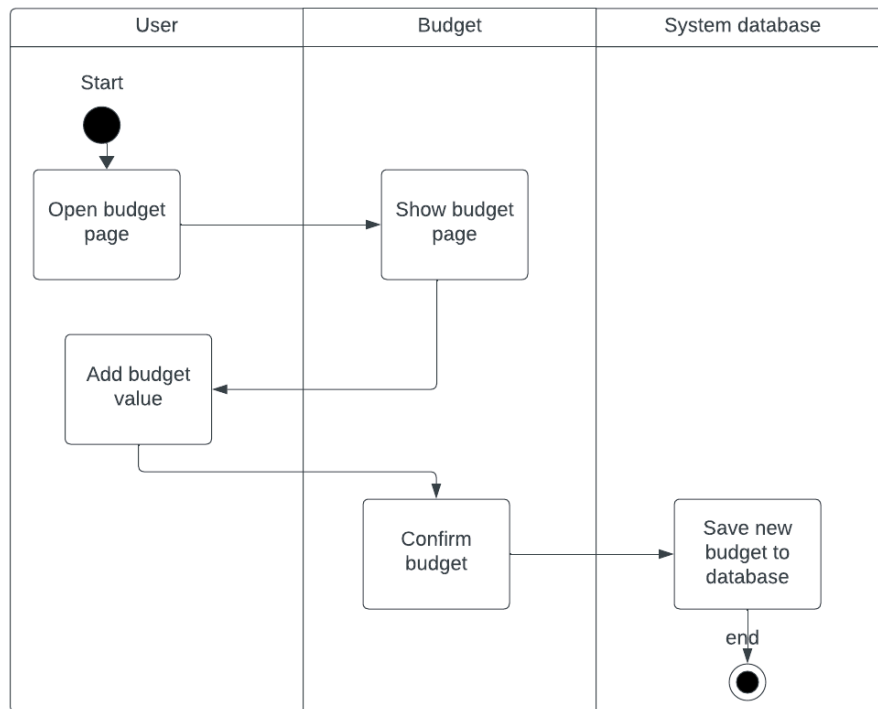 User
Budget
System database
Start
Open budget
page
Show budget
page
Add budget
value
Confirm
budget
Save new
budget to
database
end